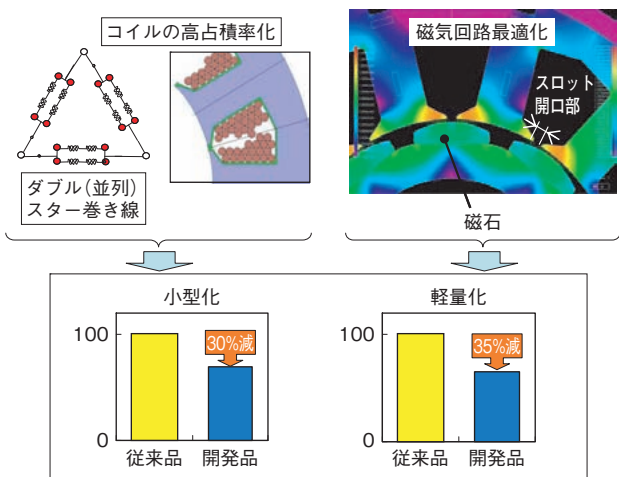 コイルの高占積率化
ダブル(並列)
スター巻き線
磁気回路最適化
スロット
開口部
磁石
小型化
100
30%減
0
従来品
開発品
軽量化
100
35%減
0
従来品
開発品